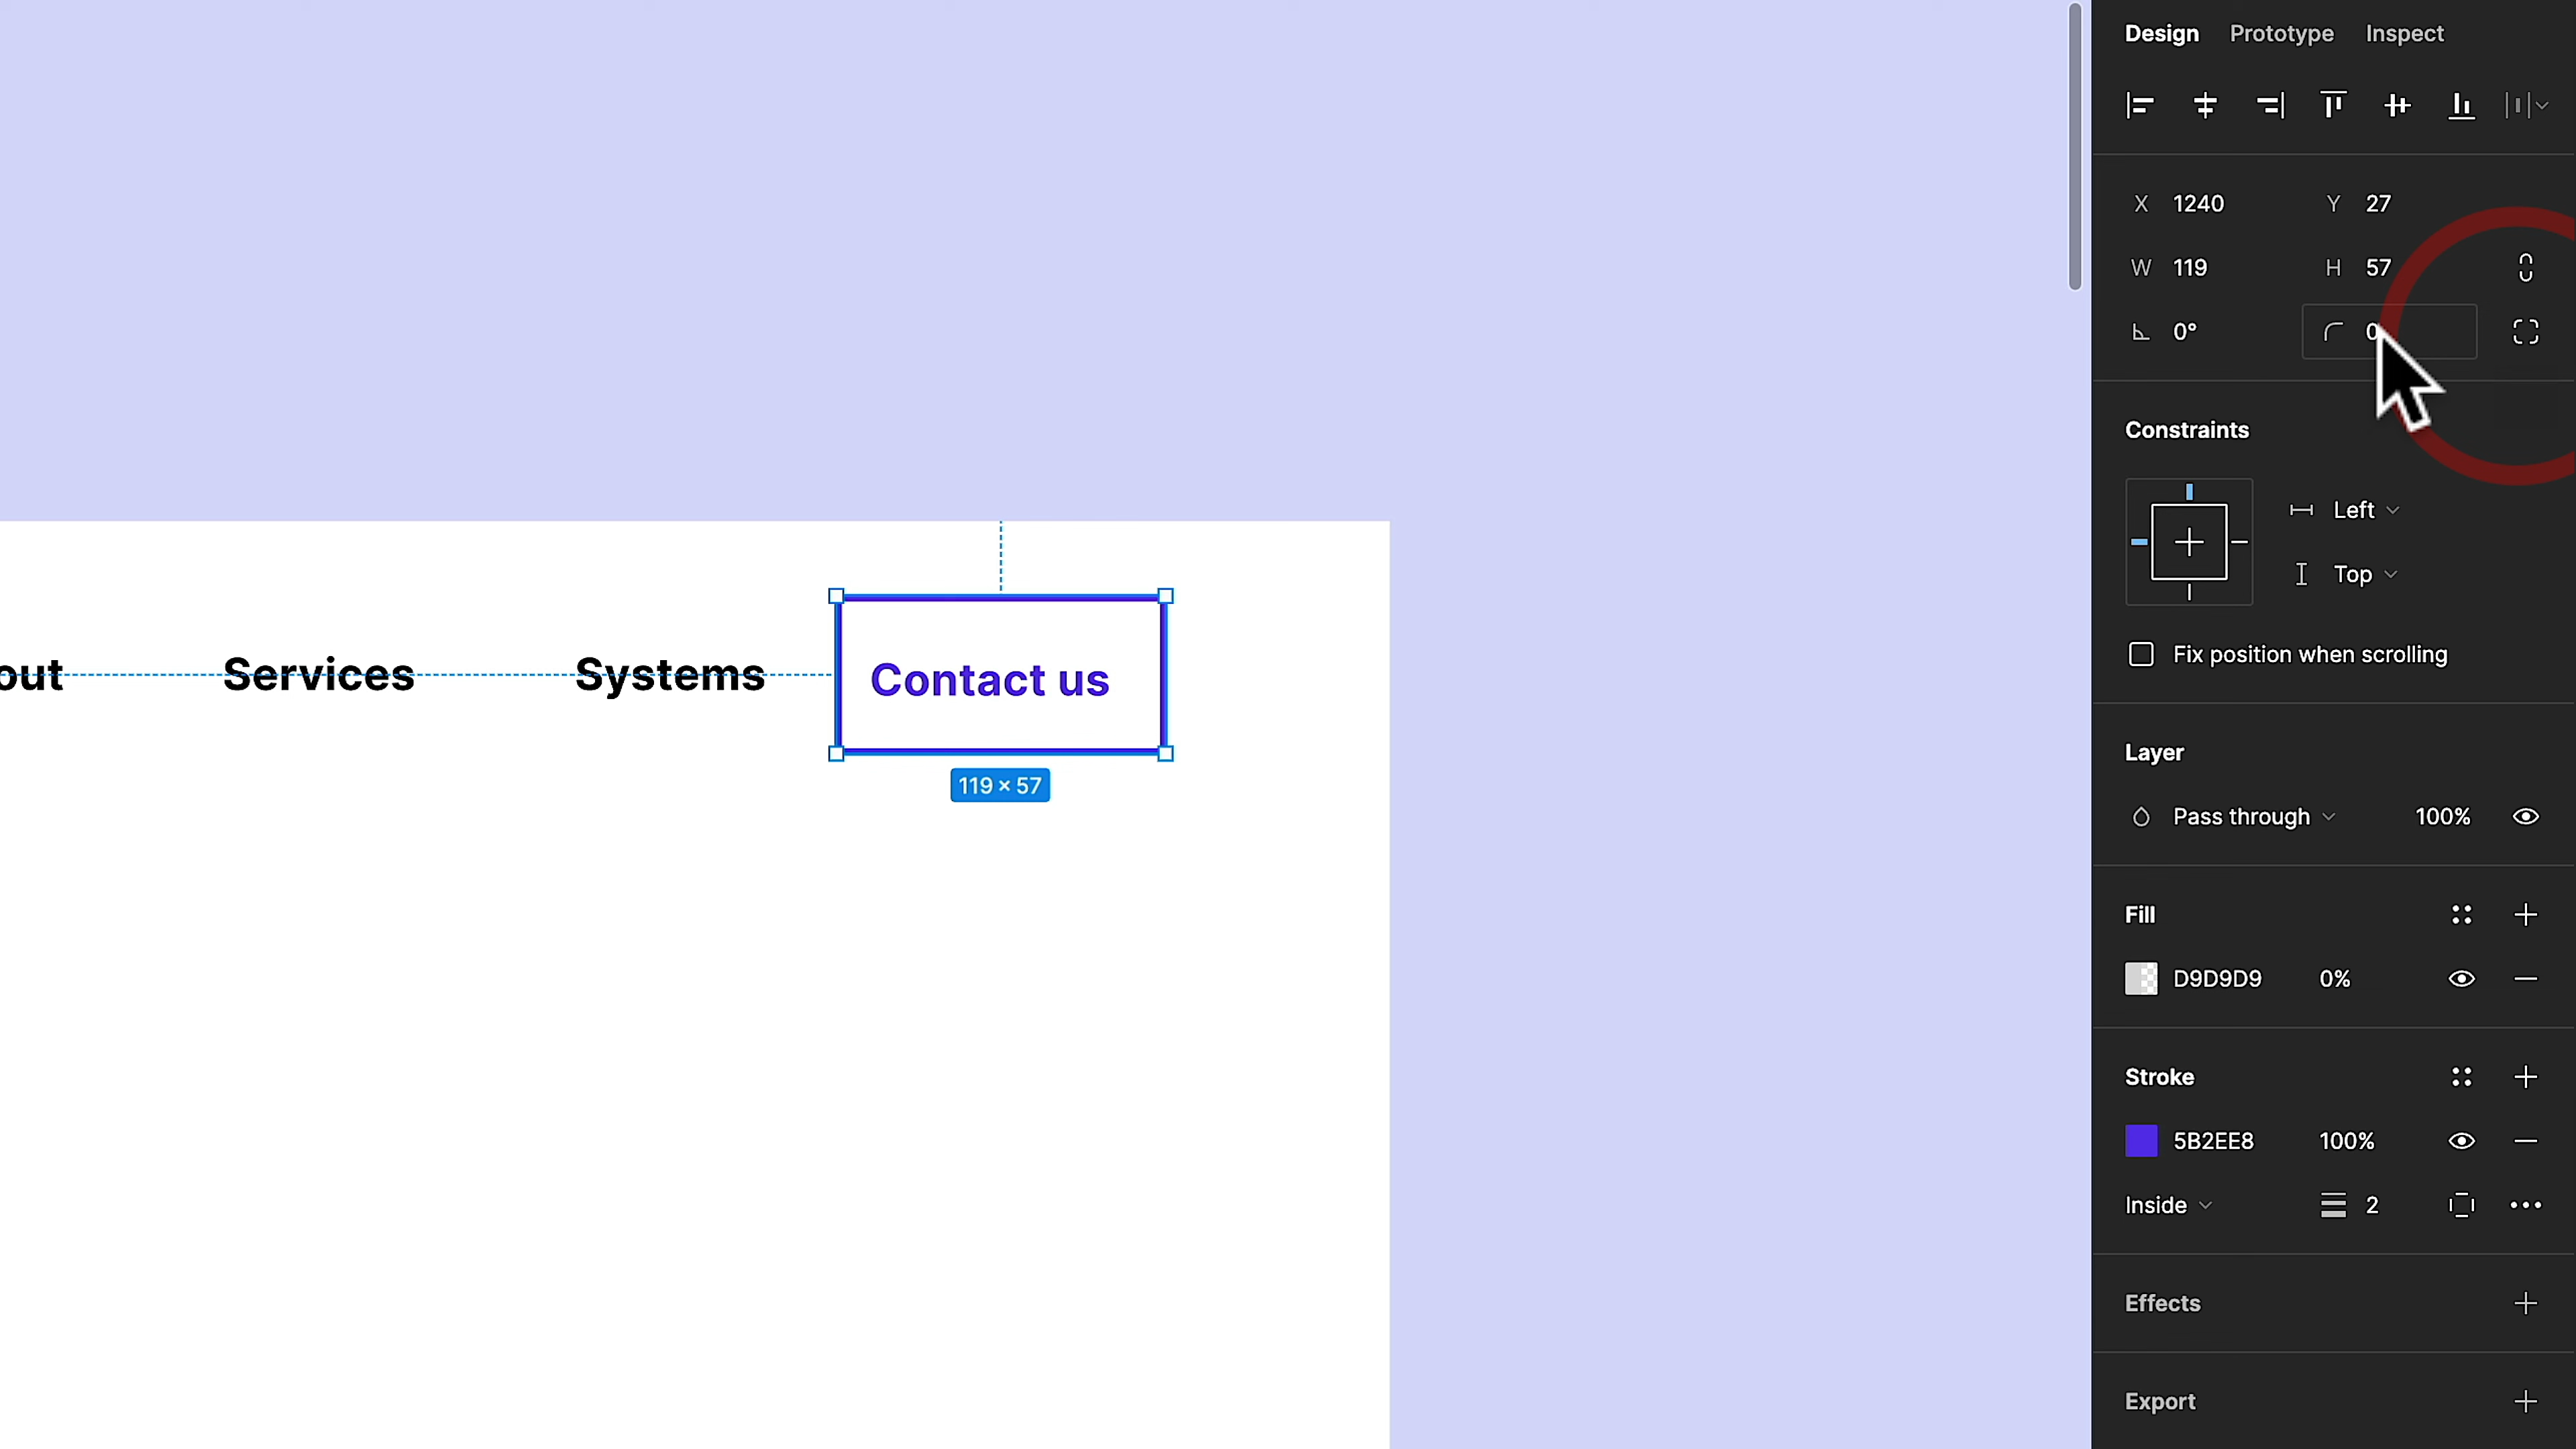 Design Prototype Inspect
X 1240 Y 27
W 119 H 57
0° 0
Constraints
Left
Top
Fix position when scrolling
Layer
Pass through 100%
Fill
D9D9D9 0%
Stroke
5B2EE8 100%
Inside 2
Effects
Export
out Services Systems Contact us
119 × 57